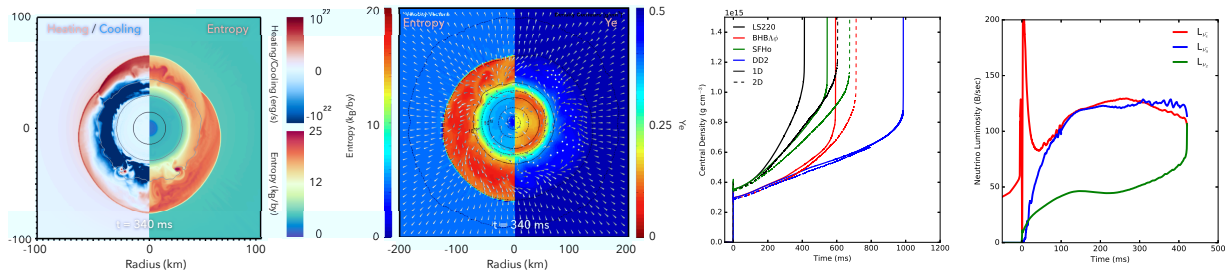 Heating / Cooling
Entropy
t = 340 ms
100
0
-100
-100
0
100
Radius (km)
10^22
0
-10^22
Heating/Cooling (erg/s)
25
12
0
Entropy (k_B/by)
Velocity Vectors
Entropy
Ye
t = 340 ms
20
10
0
Entropy (k_B/by)
-200
-100
0
100
200
Radius (km)
0.5
0.25
0
Ye
1e15
LS220
BHBΛφ
SFHo
DD2
1D
2D
1.4
1.2
1.0
0.8
0.6
0.4
0.2
0.0
Central Density (g cm⁻³)
0
200
400
600
800
1000
1200
Time (ms)
200
150
100
50
0
Neutrino Luminosity (B/sec)
0
100
200
300
400
500
Time (ms)